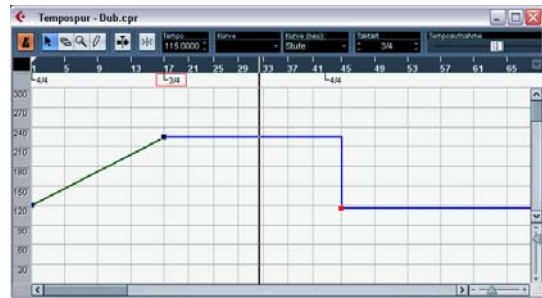 Tempospur - Dub.cpr
Tempo
115.0000
Kurve
Kurve (neu)
Stufe
Taktart
3/4
Tempoaufnahme
1 5 9 13 17 21 25 29 33 37 41 45 49 53 57 61 65
4/4 3/4 4/4
300
270
240
210
180
150
120
90
60
30